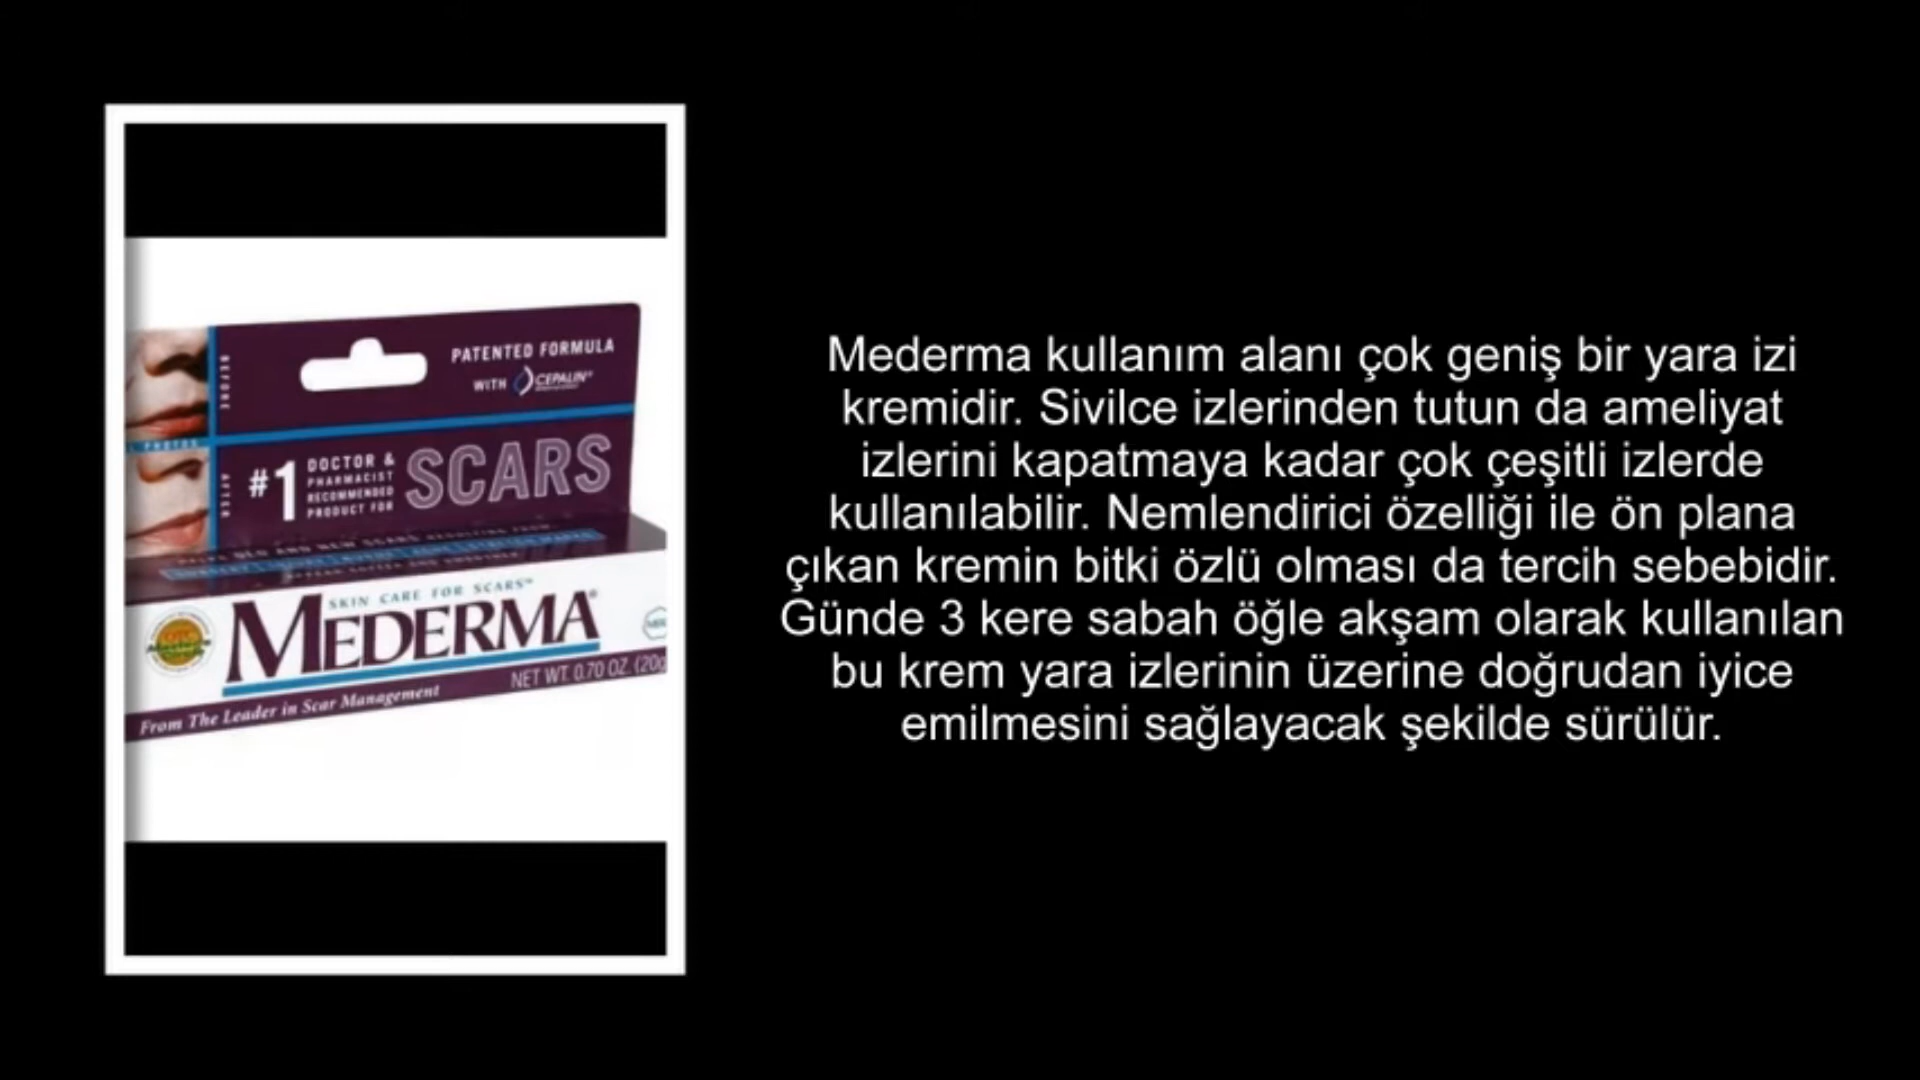 PATENTED FORMULA
WITH CEPALIN®
BEFORE
AFTER
#1 DOCTOR &
PHARMACIST
RECOMMENDED
PRODUCT FOR
SCARS
SKIN CARE FOR SCARS™
MEDERMA®
NET WT. 0.70 OZ. (20g
From The Leader in Scar Management
Mederma kullanım alanı çok geniş bir yara izi
kremidir. Sivilce izlerinden tutun da ameliyat
izlerini kapatmaya kadar çok çeşitli izlerde
kullanılabilir. Nemlendirici özelliği ile ön plana
çıkan kremin bitki özlü olması da tercih sebebidir.
Günde 3 kere sabah öğle akşam olarak kullanılan
bu krem yara izlerinin üzerine doğrudan iyice
emilmesini sağlayacak şekilde sürülür.